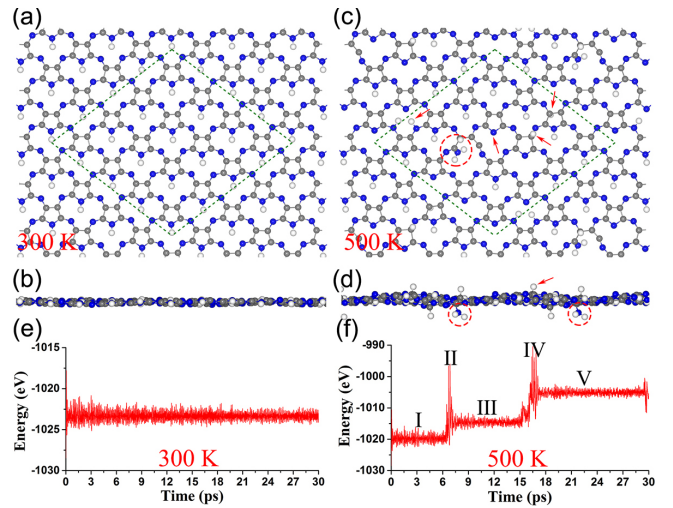 (a)
(c)
300 K
500 K
(b)
(d)
(e)
(f)
-1015
-1020
-1025
-1030
Energy (eV)
0 3 6 9 12 15 18 21 24 27 30
Time (ps)
300 K
-990
-1000
-1010
-1020
-1030
Energy (eV)
I
II
III
IV
V
0 3 6 9 12 15 18 21 24 27 30
Time (ps)
500 K